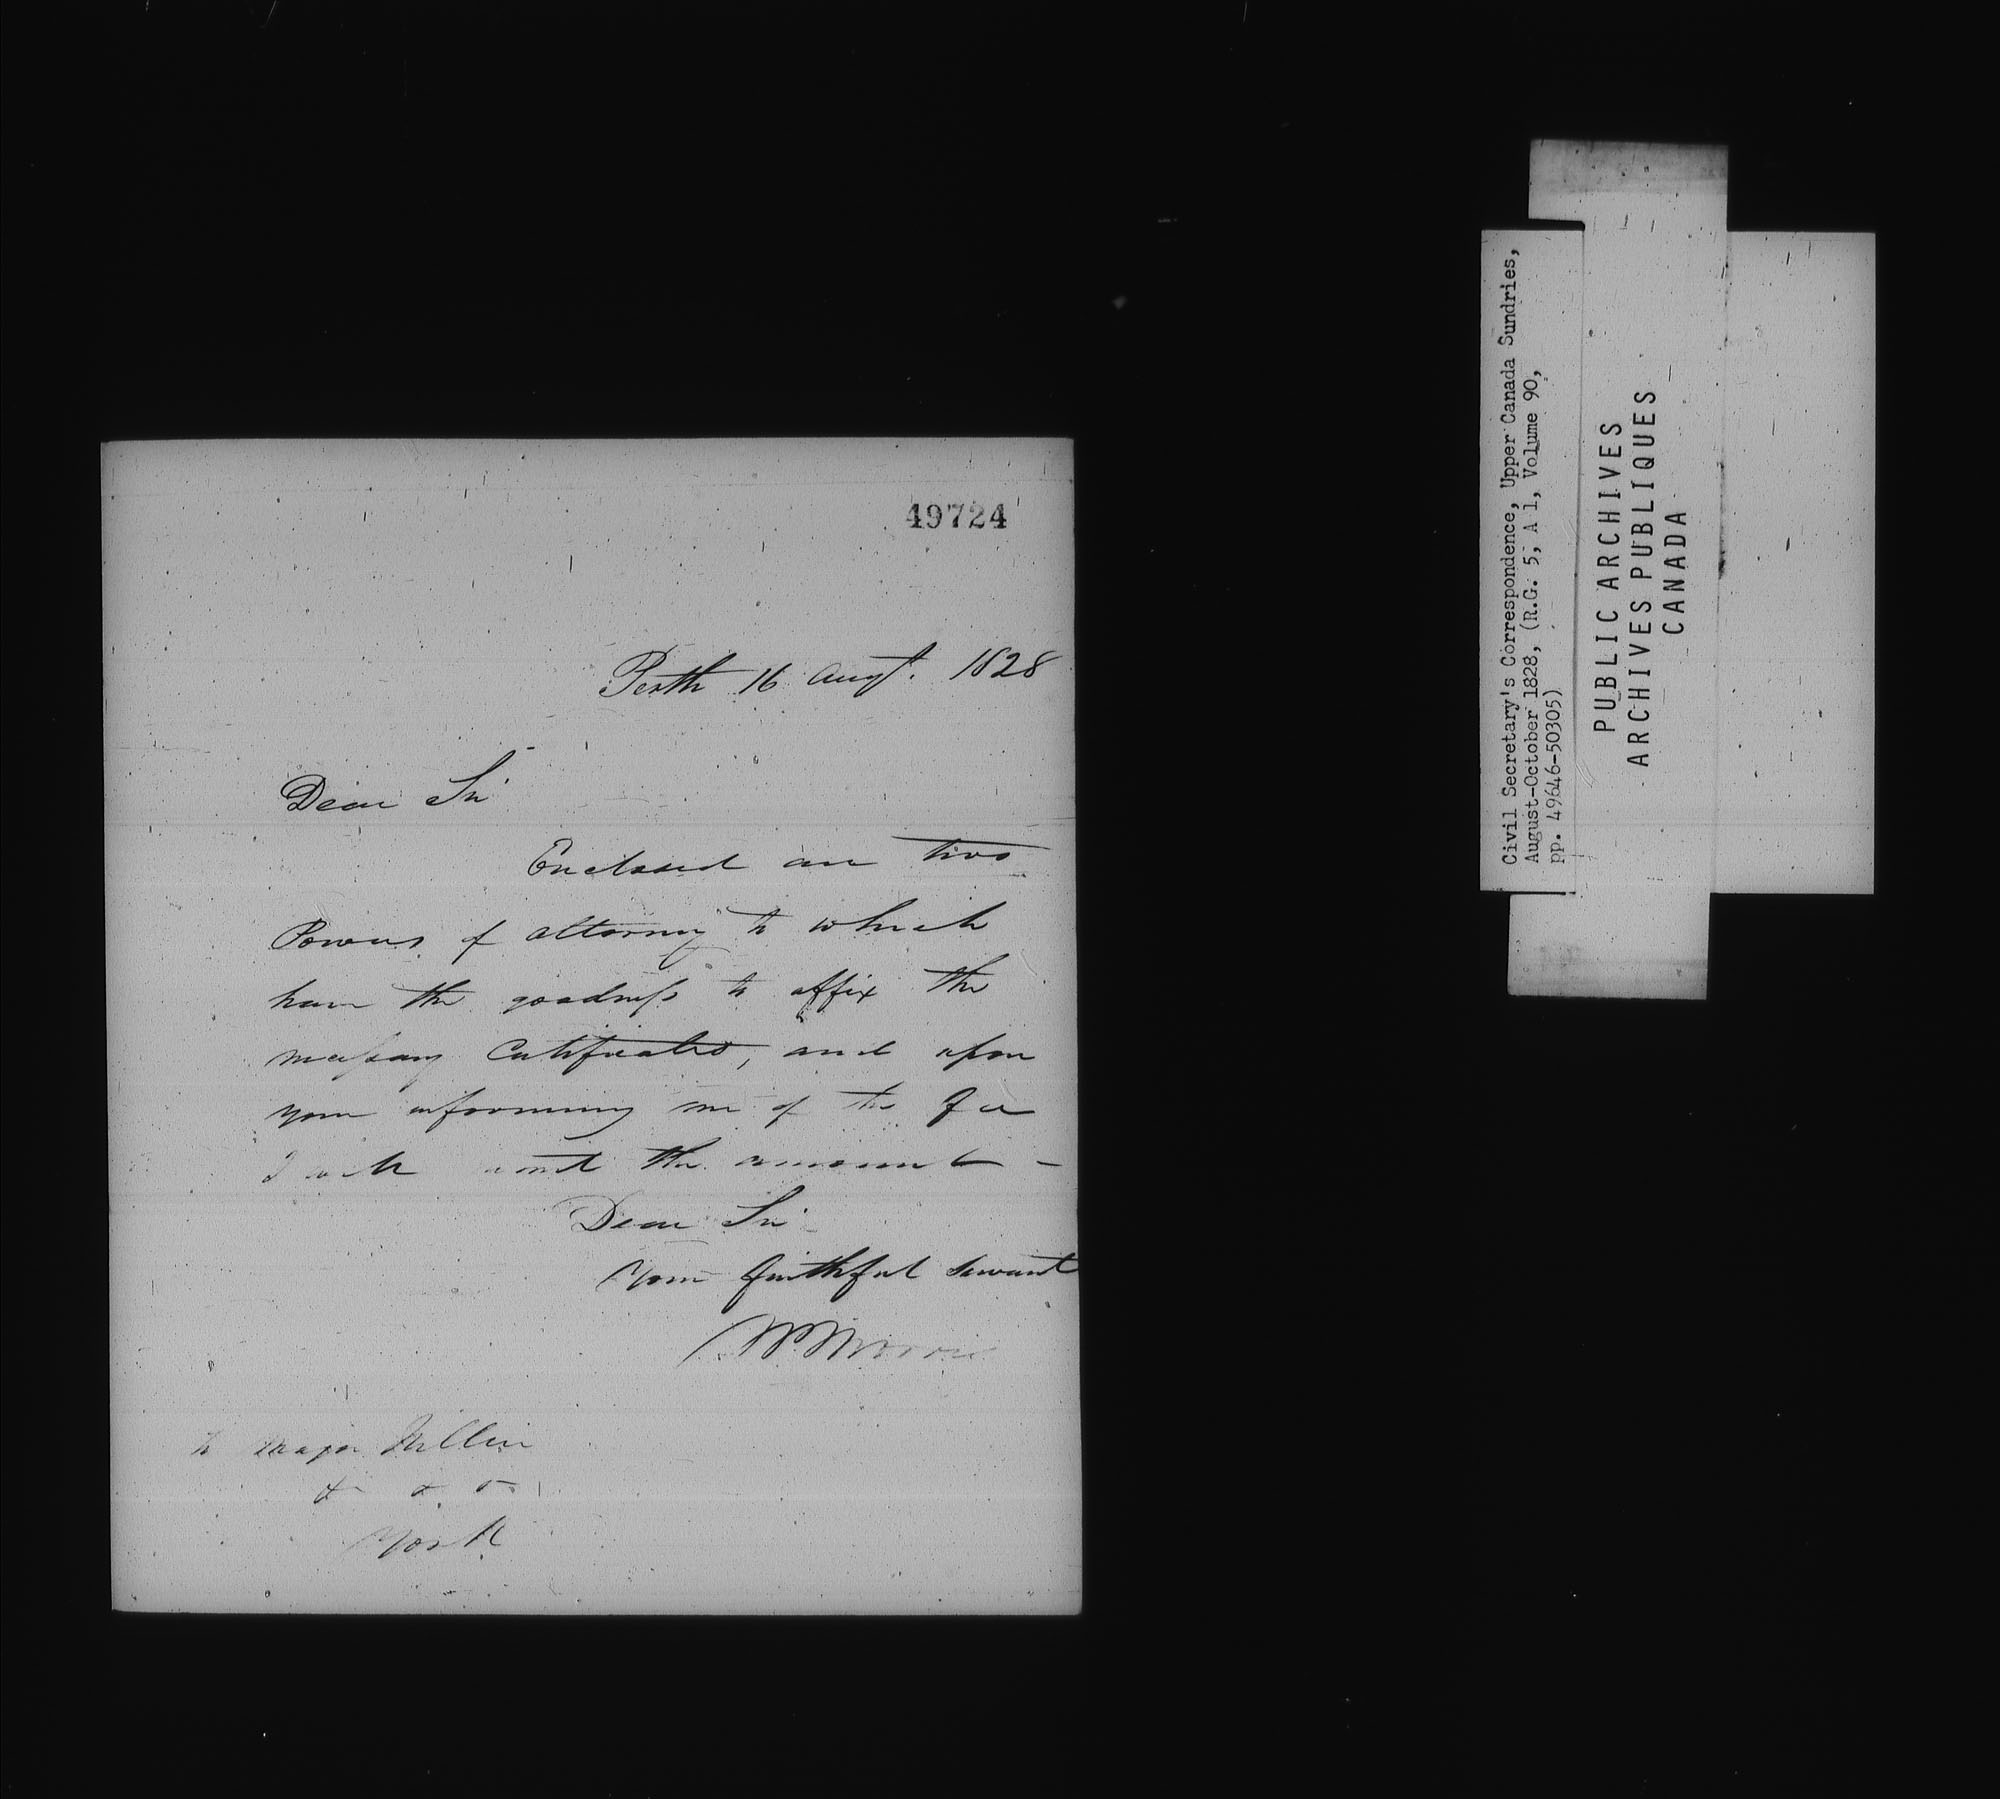 49724
Perth 16 Augt. 1828
Dear Sir
Enclosed are two
Powers of Attorney to which
have the goodness to affix the
necessary Certificates, and upon
your informing me of the fee
I will remit the amount -
Dear Sir
Your faithful servant
W Morris
To Major Hillier
& & &
York
Civil Secretary's Correspondence, Upper Canada Sundries,
August-October 1828, (R.G. 5, A 1, Volume 90,
pp. 49646-50305)
PUBLIC ARCHIVES
ARCHIVES PUBLIQUES
CANADA